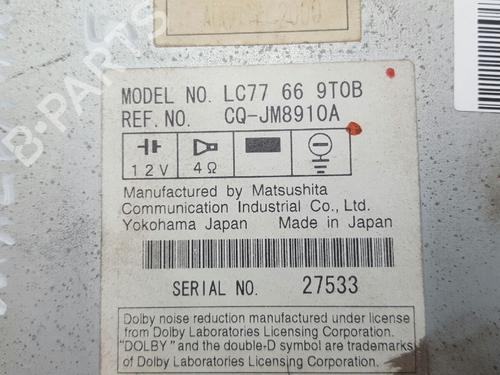 MODEL NO. LC77 66 9T0B
REF. NO. CQ-JM8910A
12V 4Ω
Manufactured by Matsushita
Communication Industrial Co., Ltd.
Yokohama Japan Made in Japan
SERIAL NO. 27533
Dolby noise reduction manufactured under license
from Dolby Laboratories Licensing Corporation.
"DOLBY" and the double-D symbol are trademarks
of Dolby Laboratories Licensing Corporation.
B-PARTS